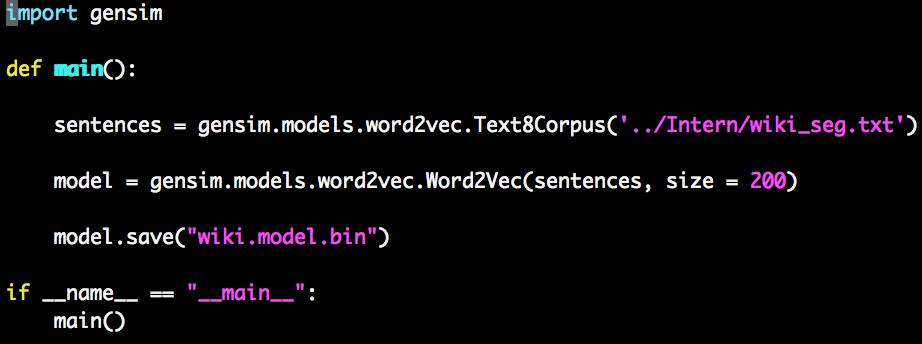 import gensim
def main():
sentences = gensim.models.word2vec.Text8Corpus('../Intern/wiki_seg.txt')
model = gensim.models.word2vec.Word2Vec(sentences, size = 200)
model.save("wiki.model.bin")
if __name__ == "__main__":
main()